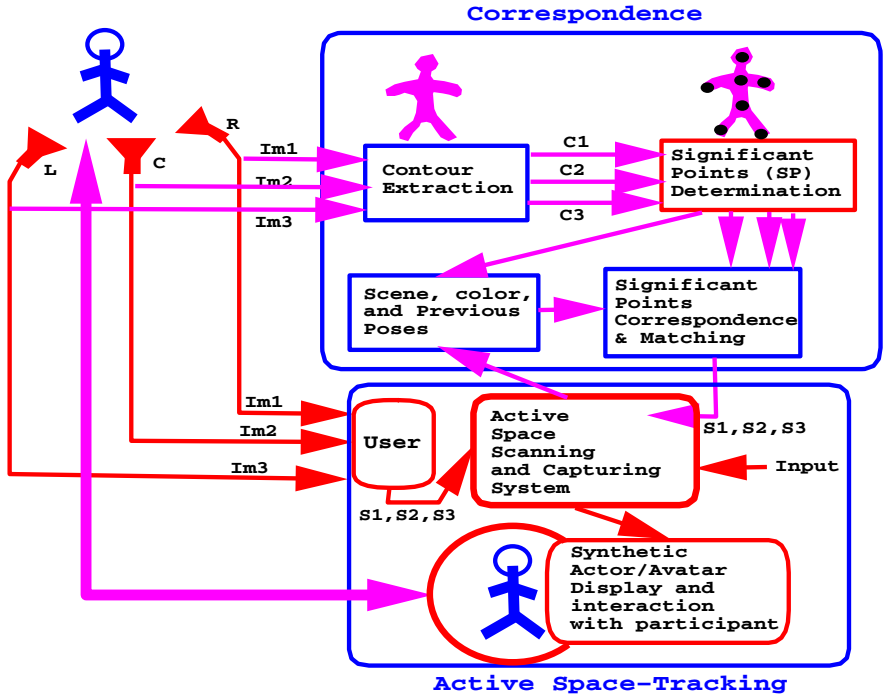 Correspondence
R
L
C
Im1
Im2
Im3
Contour
Extraction
C1
C2
C3
Significant
Points (SP)
Determination
Scene, color,
and Previous
Poses
Significant
Points
Correspondence
& Matching
Im1
Im2
Im3
User
S1,S2,S3
Active
Space
Scanning
and Capturing
System
S1,S2,S3
Input
Synthetic
Actor/Avatar
Display and
interaction
with participant
Active Space-Tracking